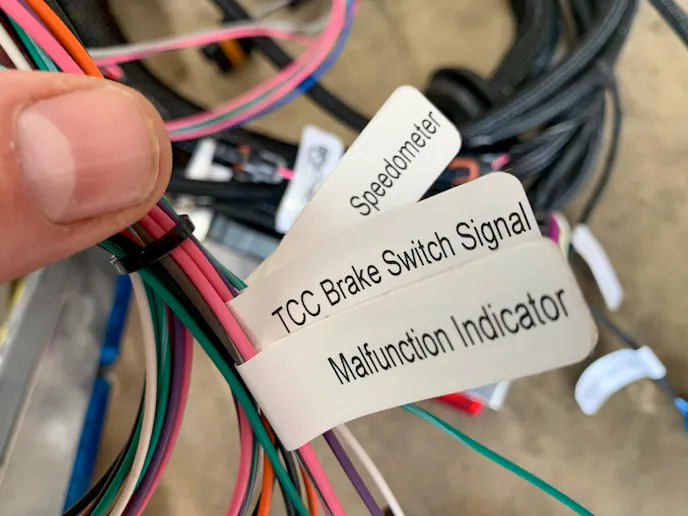 Speedometer
TCC Brake Switch Signal
Malfunction Indicator